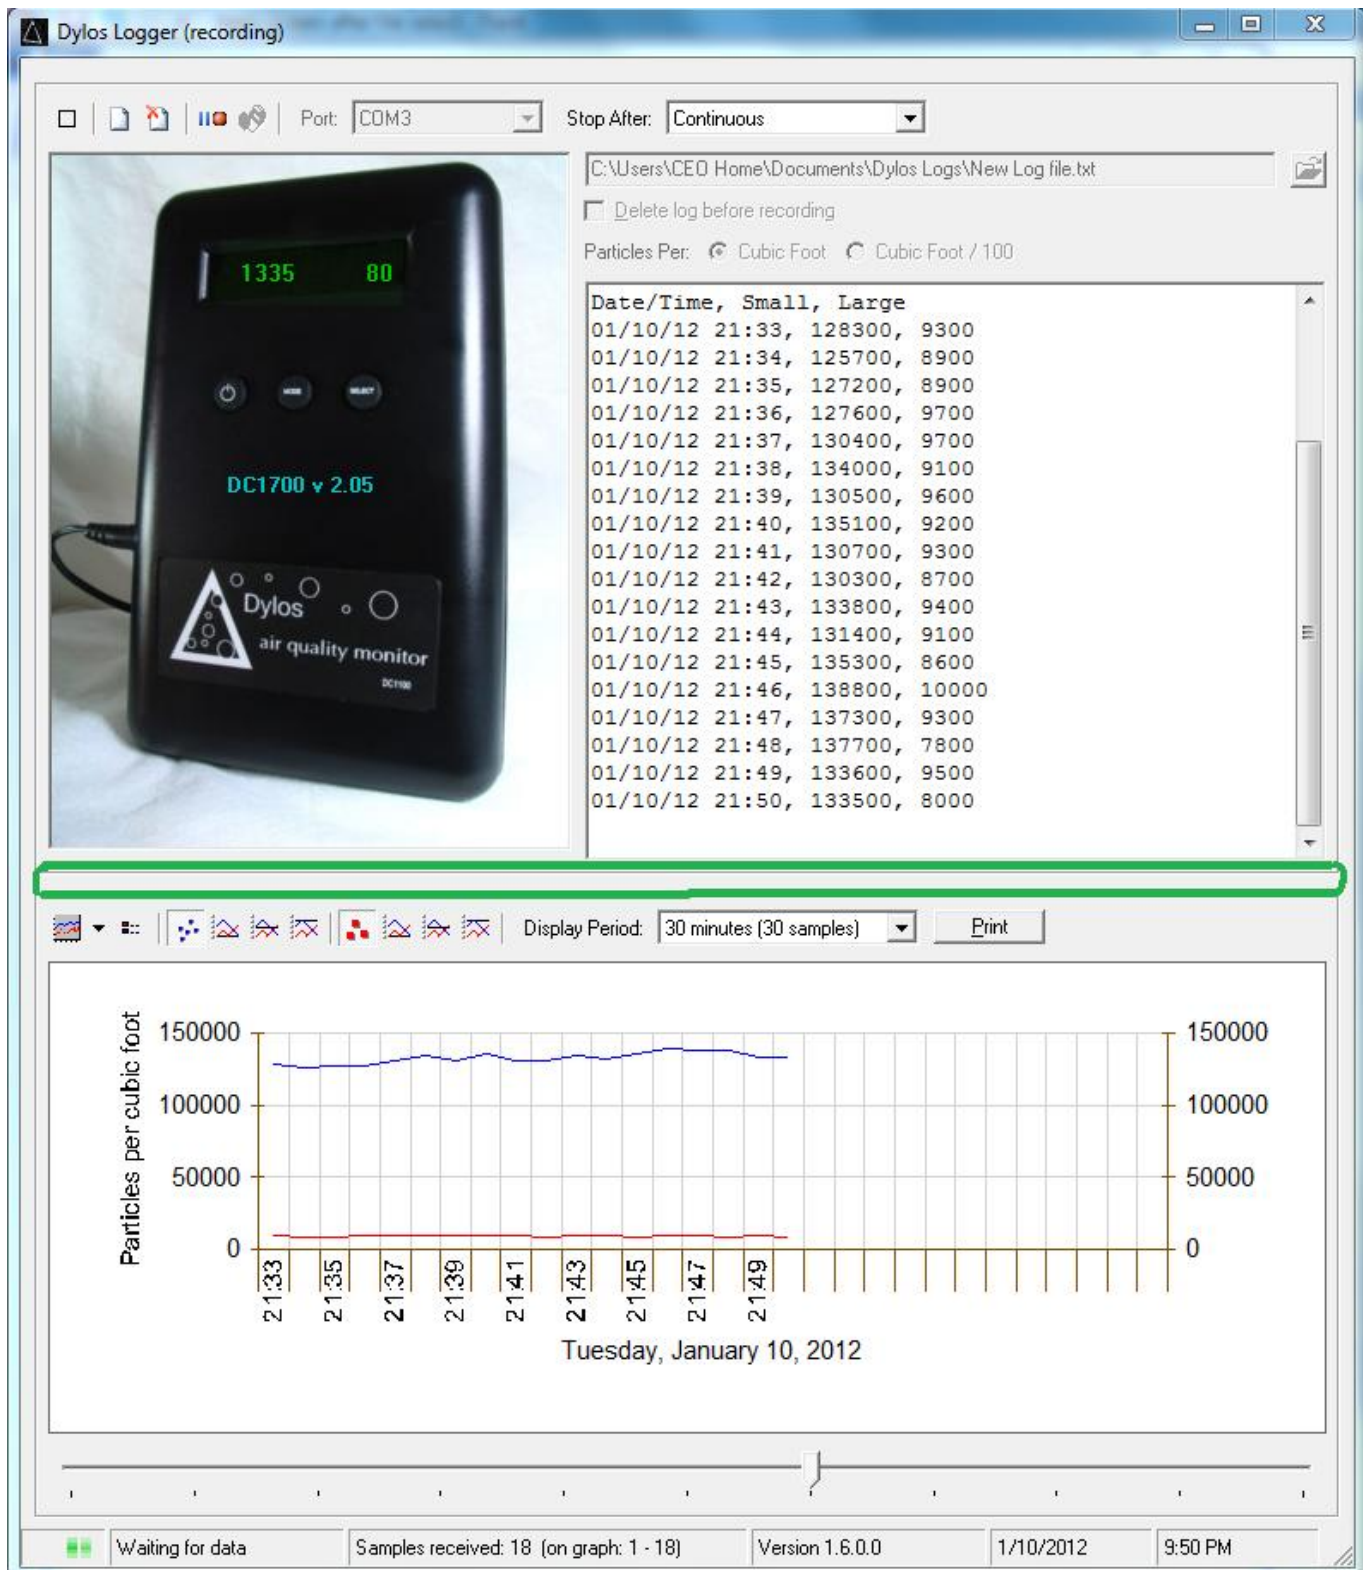 Dylos Logger (recording)
Port: COM3 Stop After: Continuous
C:\Users\CEO Home\Documents\Dylos Logs\New Log file.txt
Delete log before recording
Particles Per: Cubic Foot Cubic Foot / 100
1335 80
MODE SELECT
DC1700 v 2.05
Dylos
air quality monitor
DC1100
Date/Time, Small, Large
01/10/12 21:33, 128300, 9300
01/10/12 21:34, 125700, 8900
01/10/12 21:35, 127200, 8900
01/10/12 21:36, 127600, 9700
01/10/12 21:37, 130400, 9700
01/10/12 21:38, 134000, 9100
01/10/12 21:39, 130500, 9600
01/10/12 21:40, 135100, 9200
01/10/12 21:41, 130700, 9300
01/10/12 21:42, 130300, 8700
01/10/12 21:43, 133800, 9400
01/10/12 21:44, 131400, 9100
01/10/12 21:45, 135300, 8600
01/10/12 21:46, 138800, 10000
01/10/12 21:47, 137300, 9300
01/10/12 21:48, 137700, 7800
01/10/12 21:49, 133600, 9500
01/10/12 21:50, 133500, 8000
Display Period: 30 minutes (30 samples) Print
Particles per cubic foot
150000 150000
100000 100000
50000 50000
0 0
21:33 21:35 21:37 21:39 21:41 21:43 21:45 21:47 21:49
Tuesday, January 10, 2012
Waiting for data Samples received: 18 (on graph: 1 - 18) Version 1.6.0.0 1/10/2012 9:50 PM